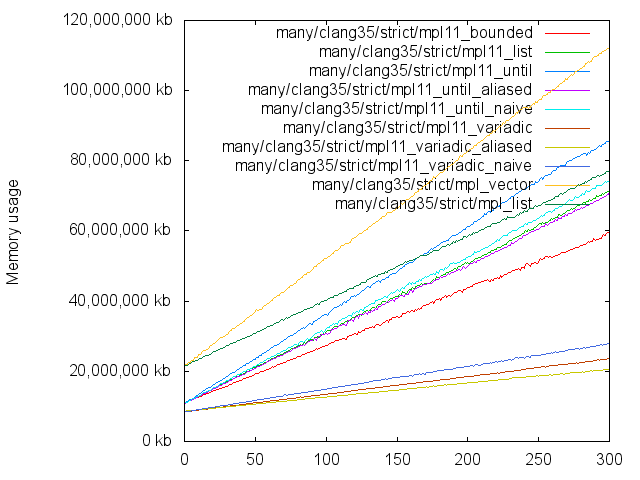 120,000,000 kb
100,000,000 kb
80,000,000 kb
60,000,000 kb
40,000,000 kb
20,000,000 kb
0 kb
Memory usage
many/clang35/strict/mpl11_bounded
many/clang35/strict/mpl11_list
many/clang35/strict/mpl11_until
many/clang35/strict/mpl11_until_aliased
many/clang35/strict/mpl11_until_naive
many/clang35/strict/mpl11_variadic
many/clang35/strict/mpl11_variadic_aliased
many/clang35/strict/mpl11_variadic_naive
many/clang35/strict/mpl_vector
many/clang35/strict/mpl_list
0 50 100 150 200 250 300